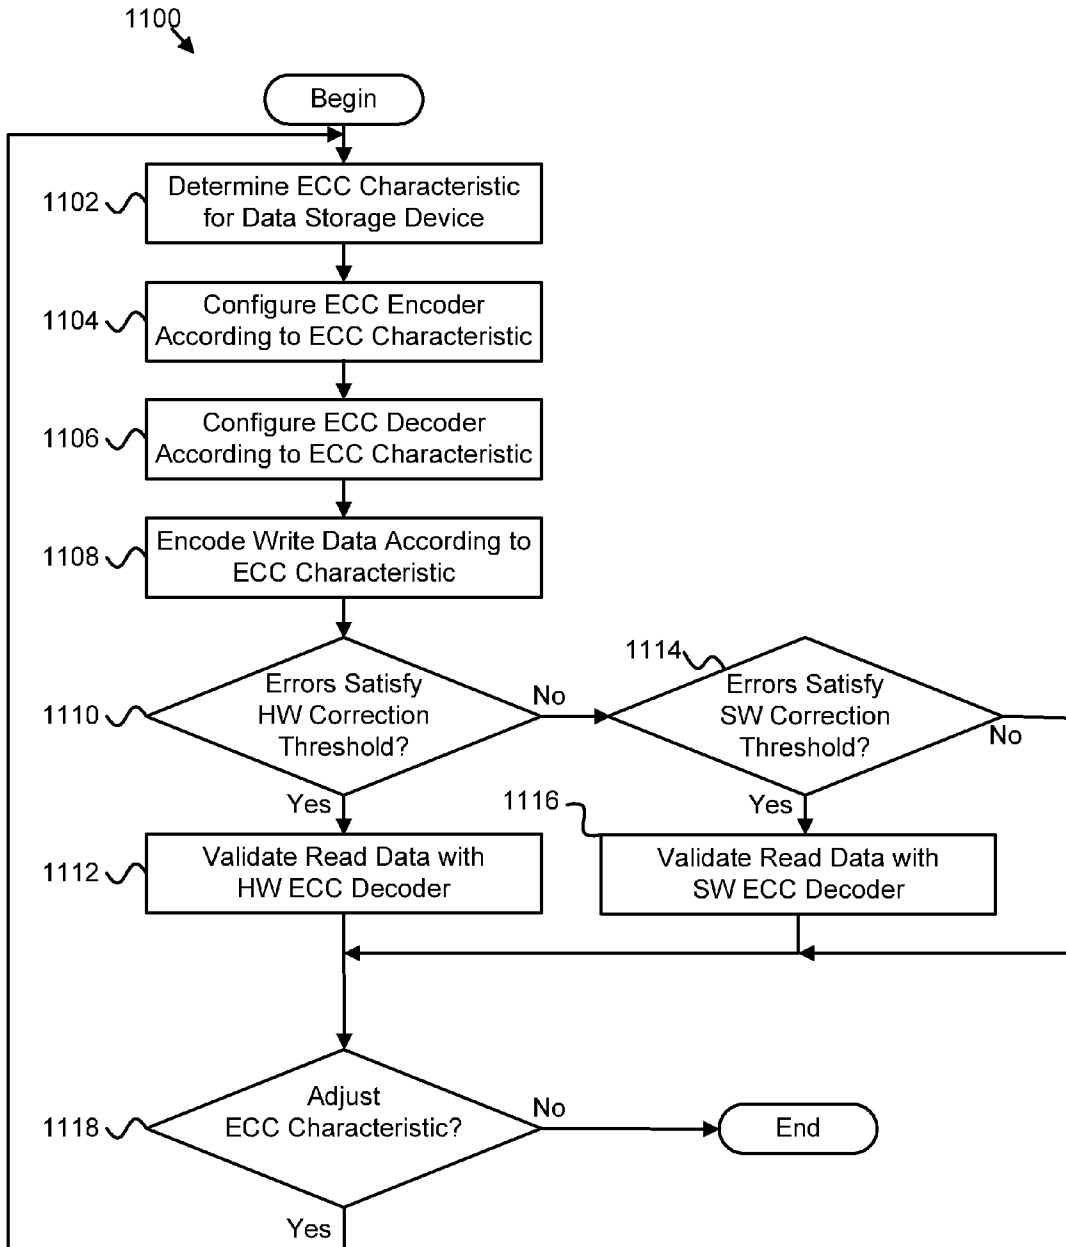 1100
Begin
1102
Determine ECC Characteristic
for Data Storage Device
1104
Configure ECC Encoder
According to ECC Characteristic
1106
Configure ECC Decoder
According to ECC Characteristic
1108
Encode Write Data According to
ECC Characteristic
1110
Errors Satisfy
HW Correction
Threshold?
No
Yes
1114
Errors Satisfy
SW Correction
Threshold?
No
Yes
1112
Validate Read Data with
HW ECC Decoder
1116
Validate Read Data with
SW ECC Decoder
1118
Adjust
ECC Characteristic?
No
End
Yes